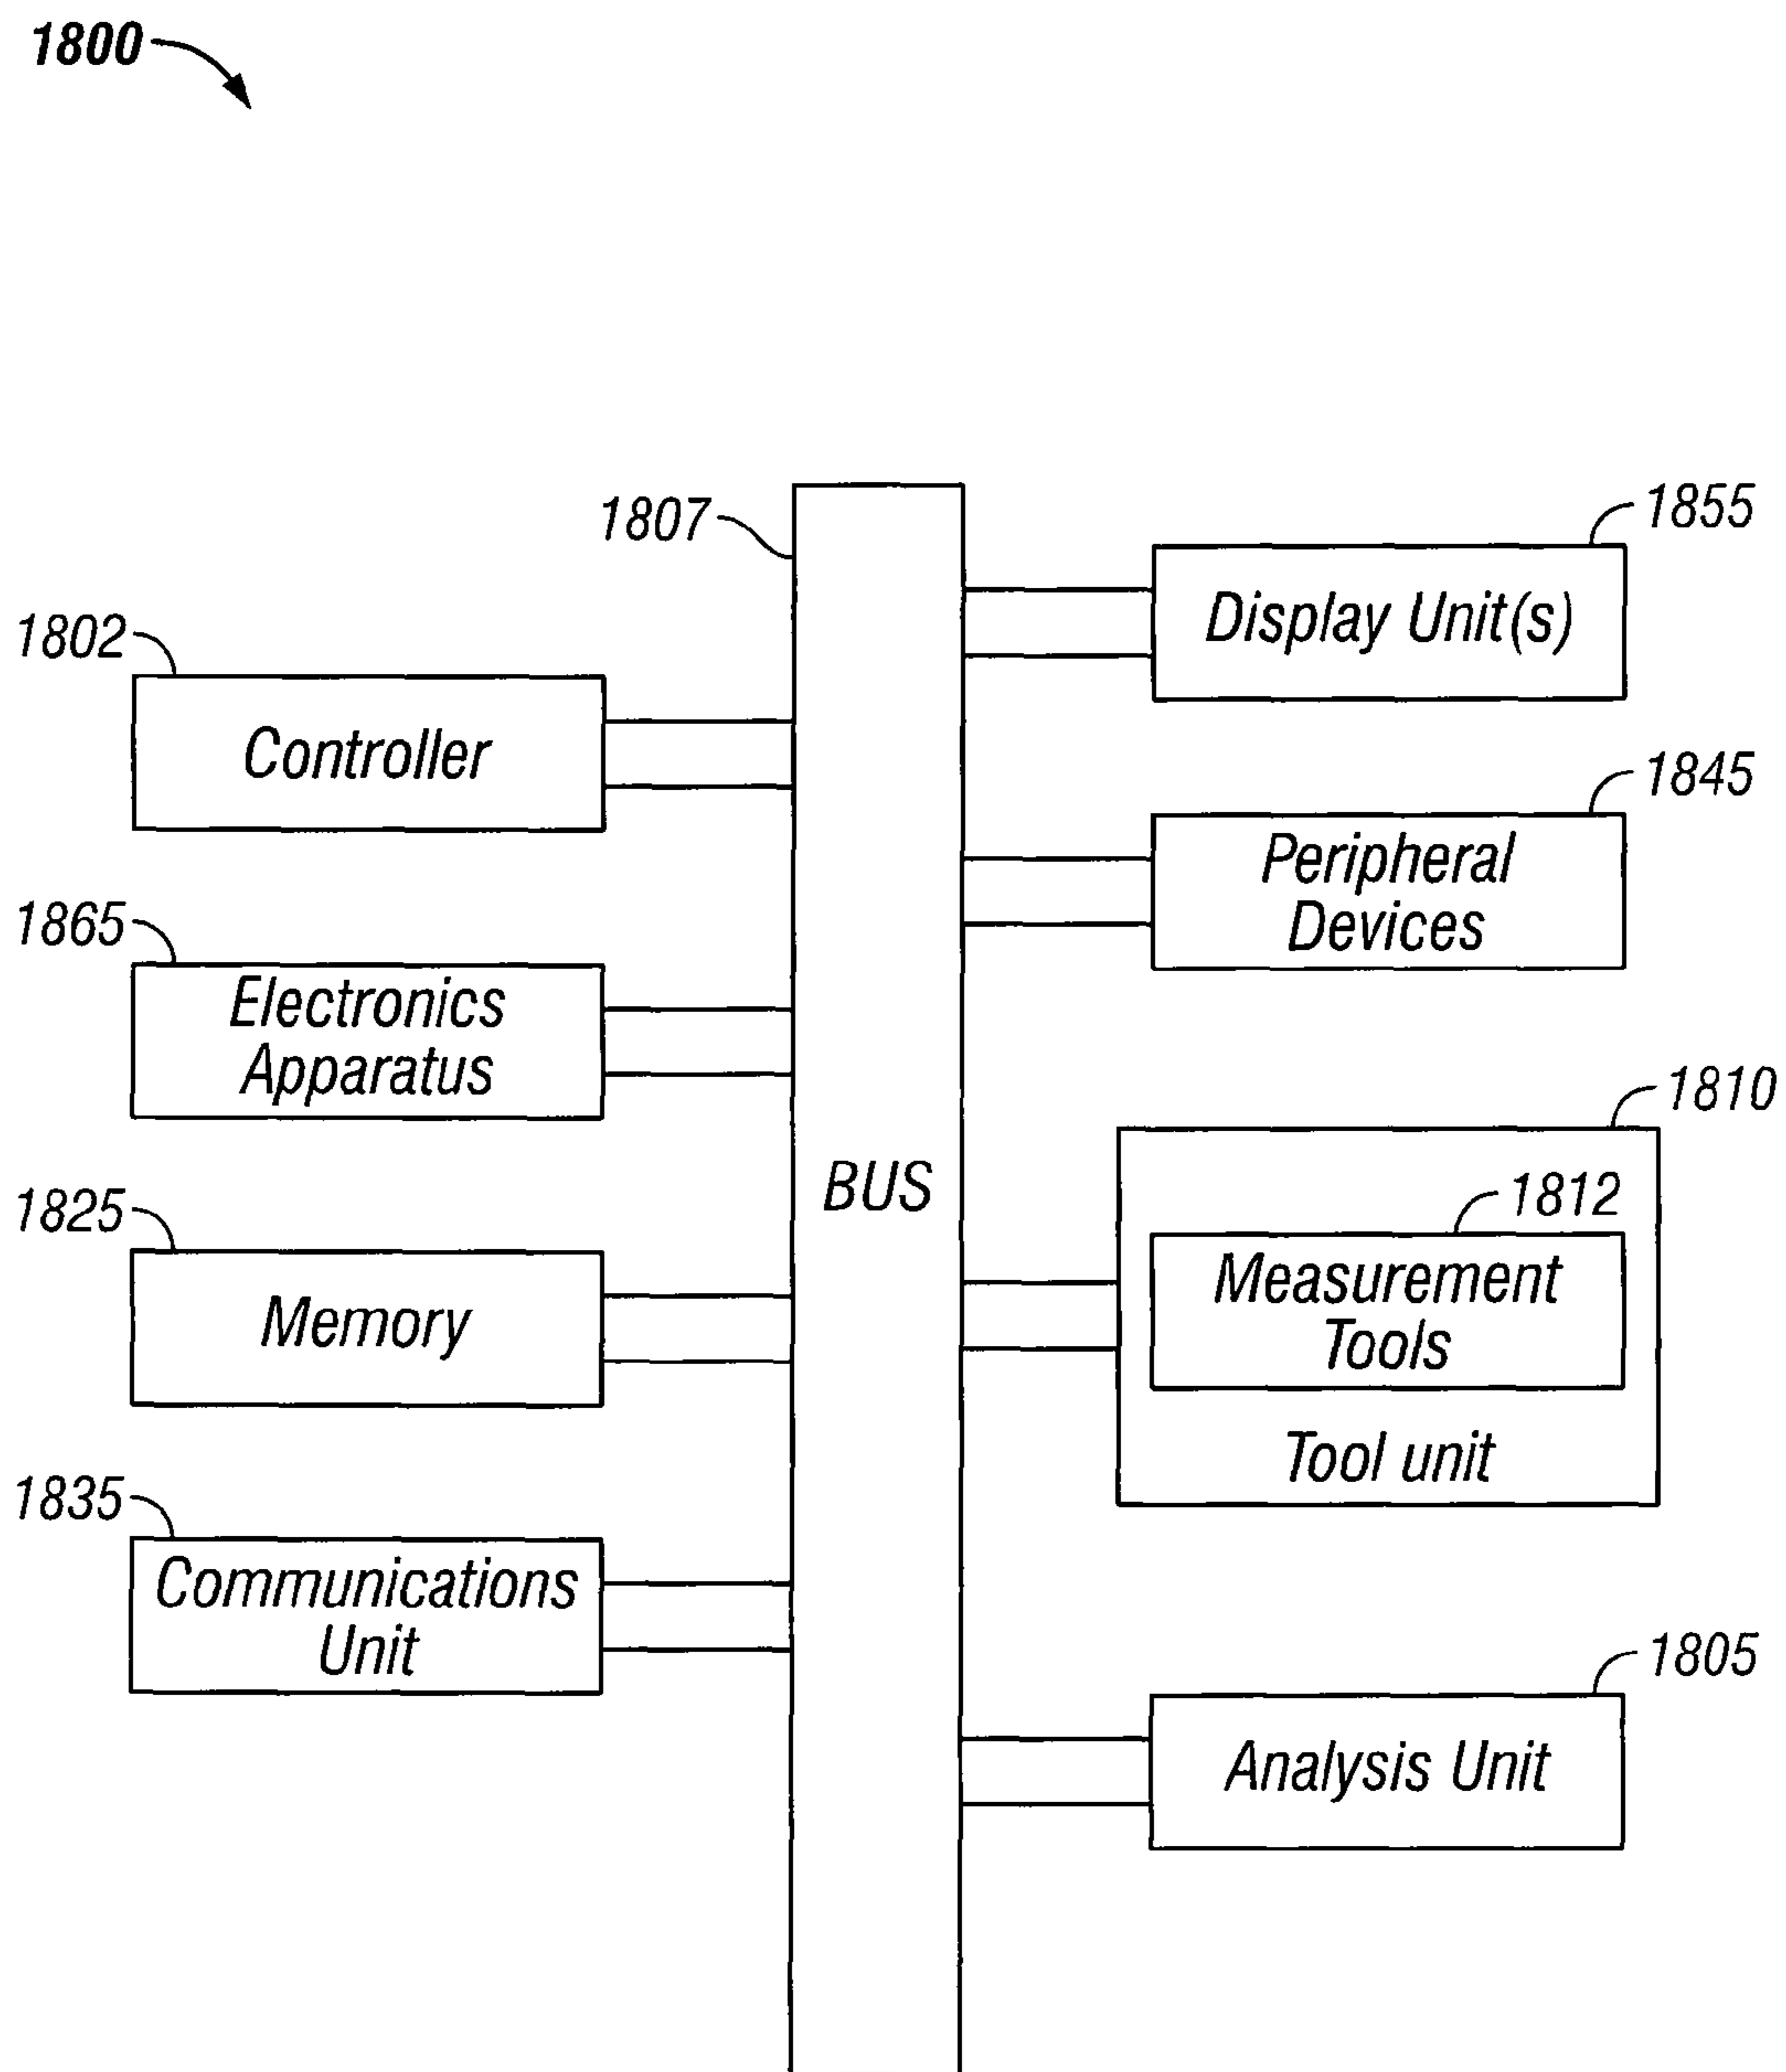 1800
1807
1855
Display Unit(s)
1802
Controller
1845
Peripheral
Devices
1865
Electronics
Apparatus
1810
1812
Measurement
Tools
Tool unit
BUS
1825
Memory
1835
Communications
Unit
1805
Analysis Unit